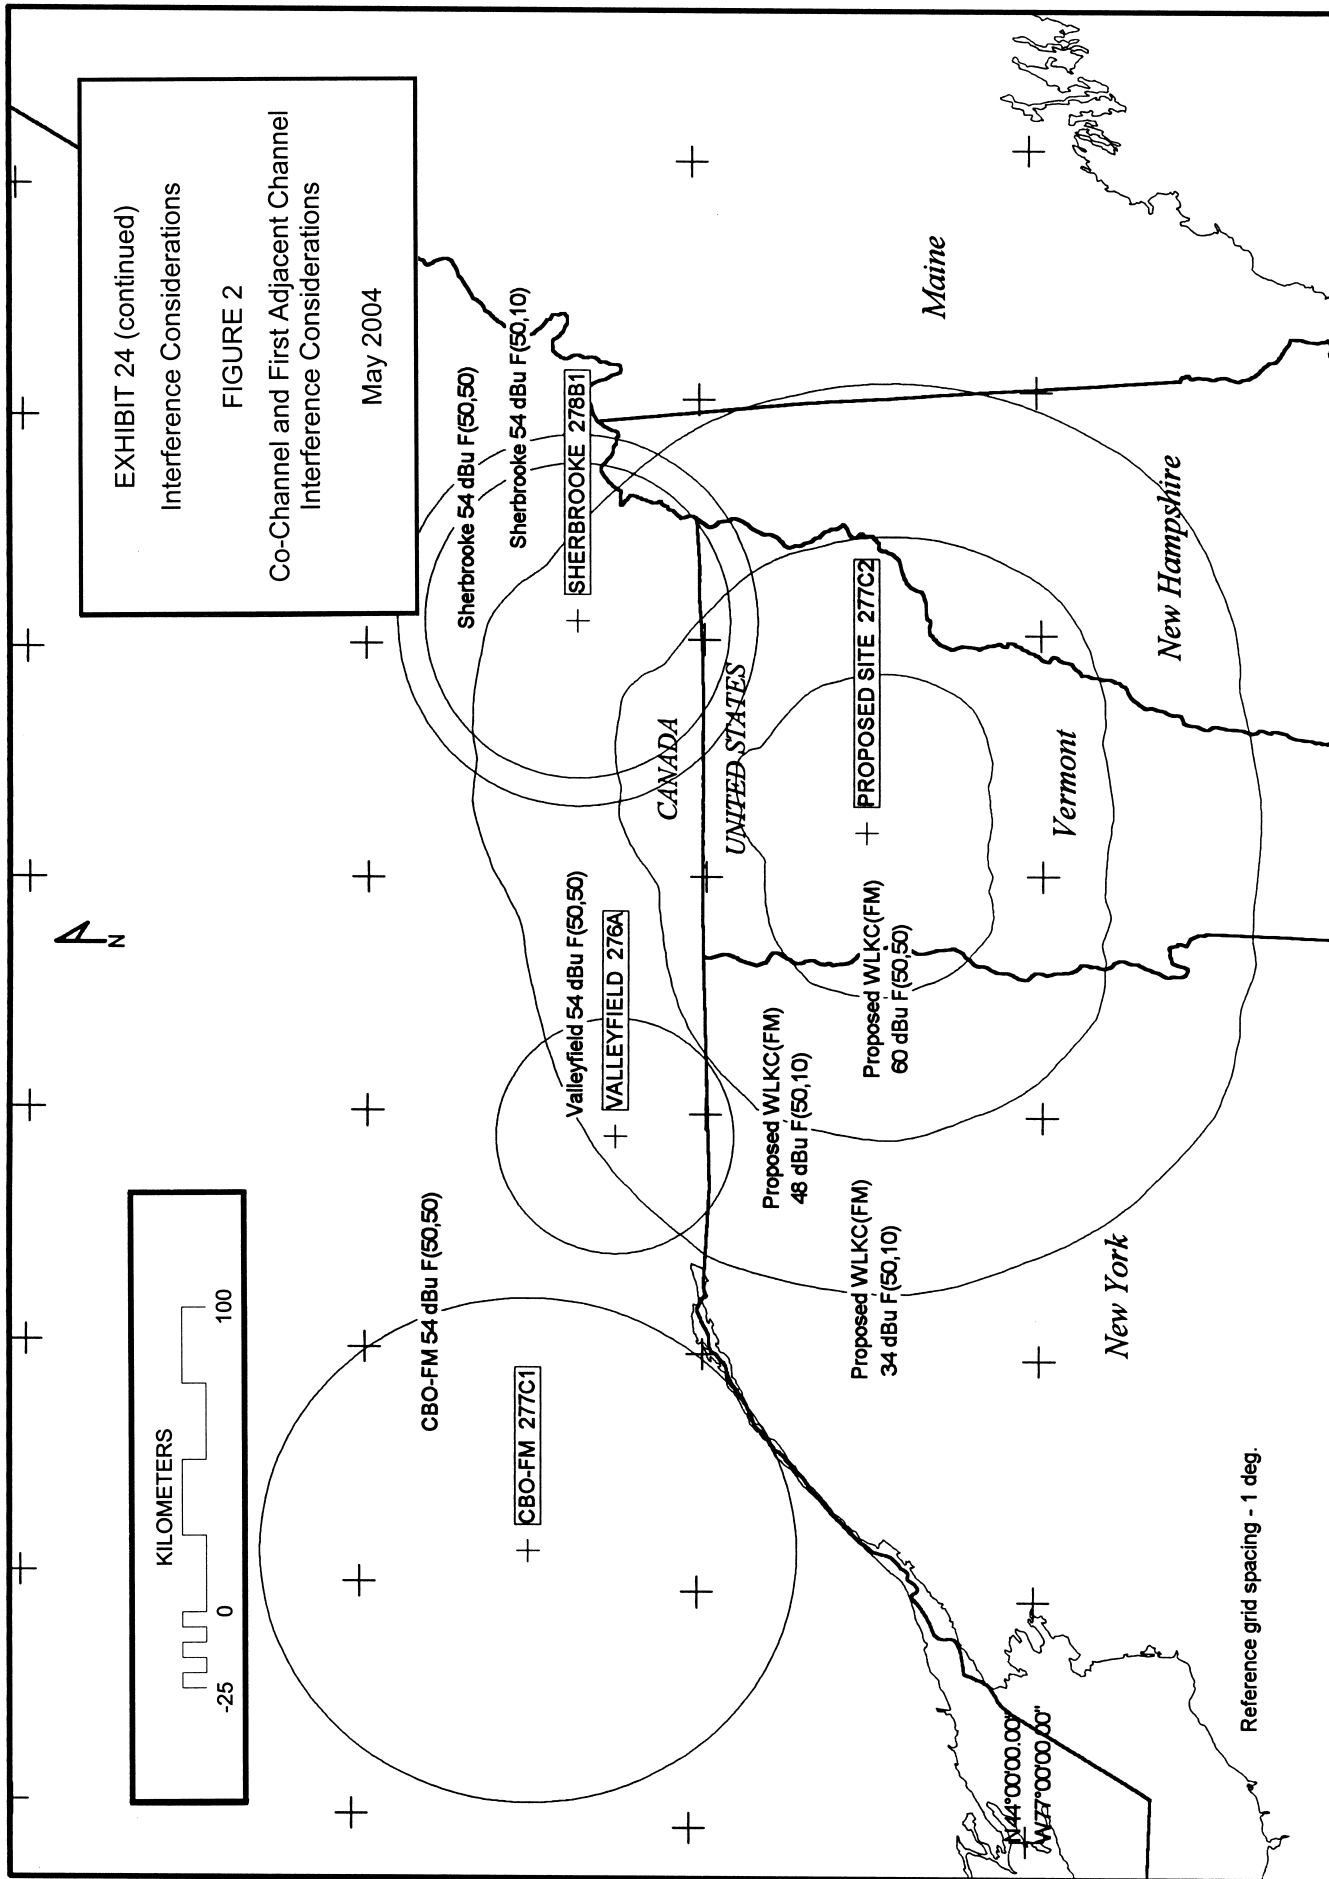 EXHIBIT 24 (continued)
Interference Considerations
FIGURE 2
Co-Channel and First Adjacent Channel
Interference Considerations
May 2004
KILOMETERS
-25
0
100
N
Sherbrooke 54 dBu F(50,50)
Sherbrooke 54 dBu F(50,10)
SHERBROOKE 278B1
Valleyfield 54 dBu F(50,50)
VALLEYFIELD 276A
CBO-FM 54 dBu F(50,50)
CBO-FM 277C1
CANADA
UNITED STATES
PROPOSED SITE 277C2
Proposed WLKC(FM)
60 dBu F(50,50)
Proposed WLKC(FM)
48 dBu F(50,10)
Proposed WLKC(FM)
34 dBu F(50,10)
Maine
New Hampshire
Vermont
New York
N44°00'00.00"
W77°00'00.00"
Reference grid spacing - 1 deg.